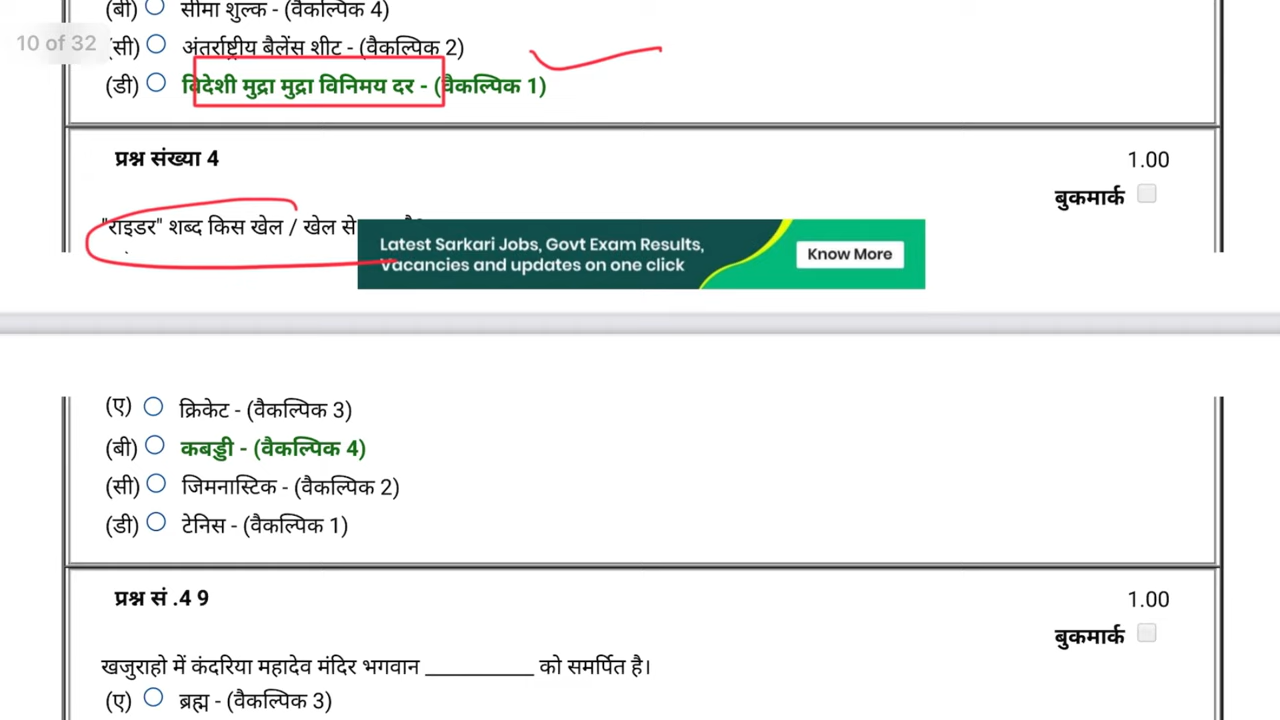 (बी) सीमा शुल्क - (वैकल्पिक 4)
10 of 32
(सी) अंतर्राष्ट्रीय बैलेंस शीट - (वैकल्पिक 2)
(डी) विदेशी मुद्रा मुद्रा विनिमय दर - (वैकल्पिक 1)
प्रश्न संख्या 4
1.00
बुकमार्क
"राइडर" शब्द किस खेल / खेल से
Latest Sarkari Jobs, Govt Exam Results,
Vacancies and updates on one click
Know More
(ए) क्रिकेट - (वैकल्पिक 3)
(बी) कबड्डी - (वैकल्पिक 4)
(सी) जिमनास्टिक - (वैकल्पिक 2)
(डी) टेनिस - (वैकल्पिक 1)
प्रश्न सं .4 9
1.00
बुकमार्क
खजुराहो में कंदरिया महादेव मंदिर भगवान __________ को समर्पित है।
(ए) ब्रह्म - (वैकल्पिक 3)